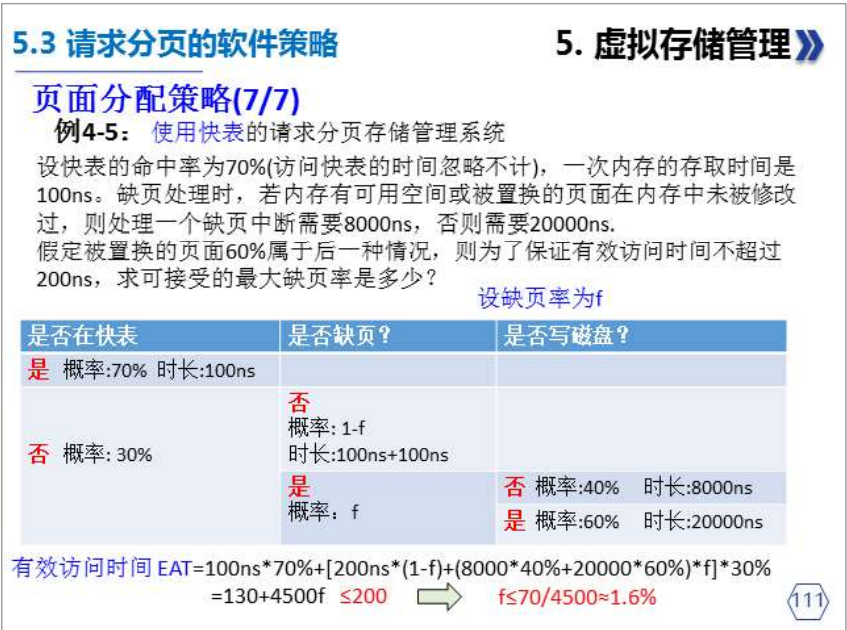 5.3 请求分页的软件策略
5. 虚拟存储管理
页面分配策略(7/7)
例4-5： 使用快表的请求分页存储管理系统
设快表的命中率为70%(访问快表的时间忽略不计)，一次内存的存取时间是
100ns。缺页处理时，若内存有可用空间或被置换的页面在内存中未被修改
过，则处理一个缺页中断需要8000ns，否则需要20000ns.
假定被置换的页面60%属于后一种情况，则为了保证有效访问时间不超过
200ns，求可接受的最大缺页率是多少？
设缺页率为f
是否在快表 是否缺页？ 是否写磁盘？
是 概率:70% 时长:100ns
否 概率: 30%
否
概率: 1-f
时长:100ns+100ns
是
概率：f
否 概率:40% 时长:8000ns
是 概率:60% 时长:20000ns
有效访问时间 EAT=100ns*70%+[200ns*(1-f)+(8000*40%+20000*60%)*f]*30%
=130+4500f ≤200 f≤70/4500≈1.6%
111